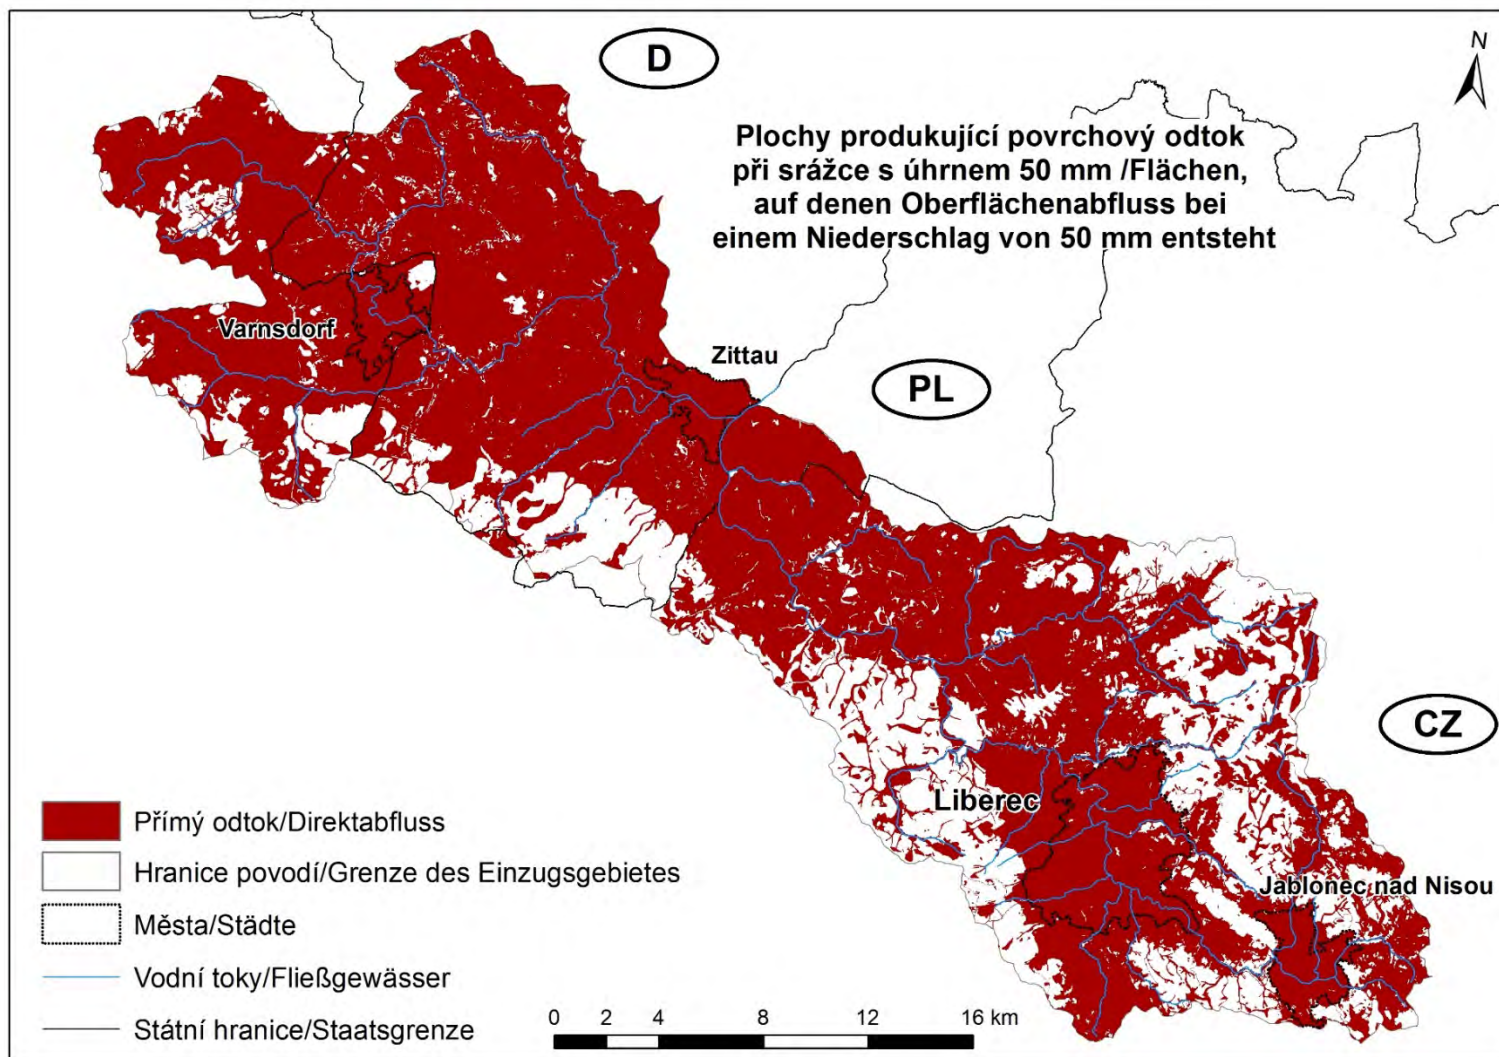 D
N
Plochy produkující povrchový odtok
při srážce s úhrnem 50 mm /Flächen,
auf denen Oberflächenabfluss bei
einem Niederschlag von 50 mm entsteht
Varnsdorf
Zittau
PL
CZ
Liberec
Jablonec nad Nisou
Přímý odtok/Direktabfluss
Hranice povodí/Grenze des Einzugsgebietes
Města/Städte
Vodní toky/Fließgewässer
Státní hranice/Staatsgrenze
0 2 4 8 12 16 km